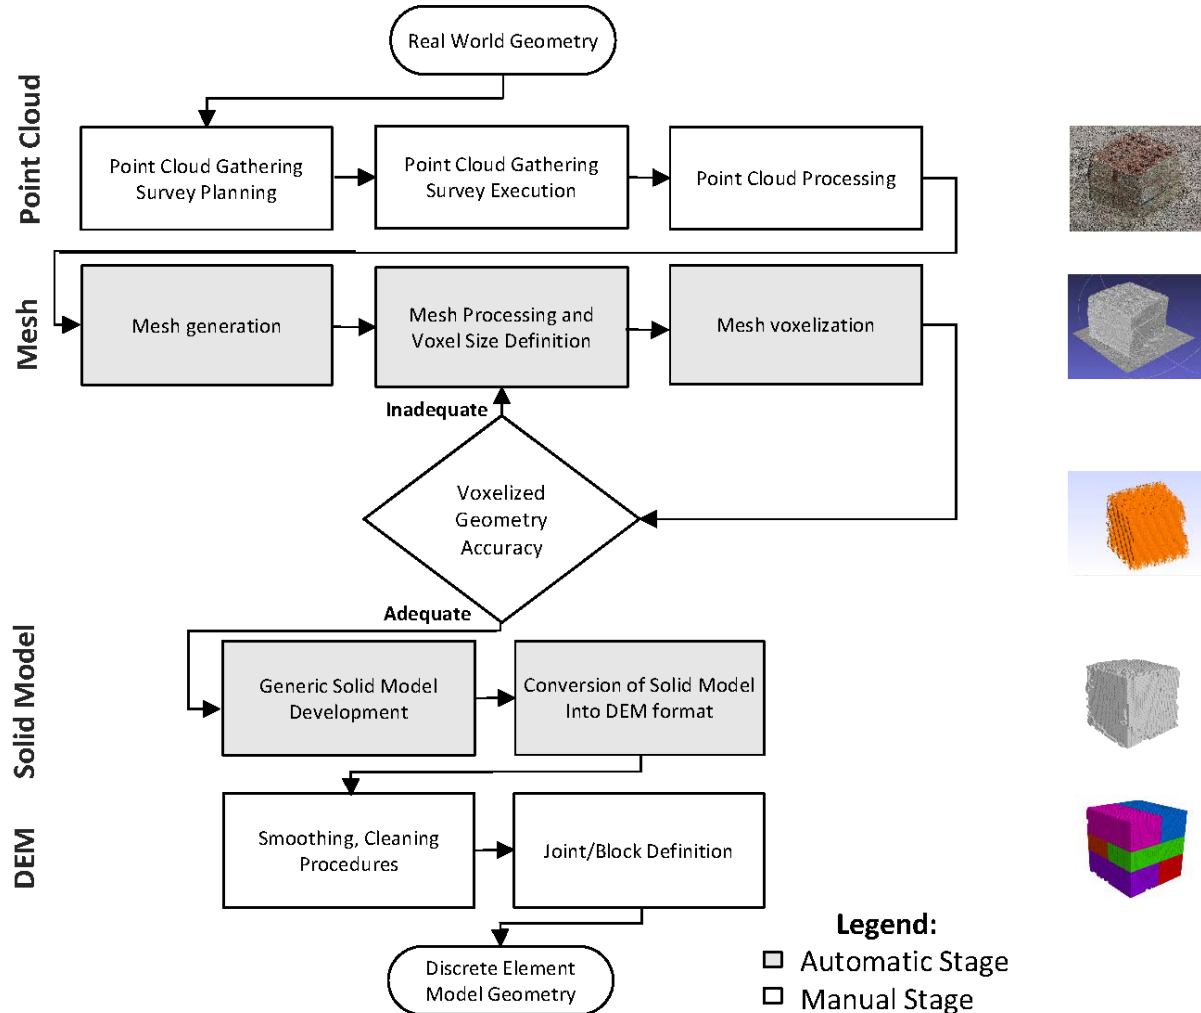 Real World Geometry
Point Cloud
Point Cloud Gathering
Survey Planning
Point Cloud Gathering
Survey Execution
Point Cloud Processing
Mesh
Mesh generation
Mesh Processing and
Voxel Size Definition
Mesh voxelization
Inadequate
Voxelized
Geometry
Accuracy
Adequate
Solid Model
Generic Solid Model
Development
Conversion of Solid Model
Into DEM format
DEM
Smoothing, Cleaning
Procedures
Joint/Block Definition
Discrete Element
Model Geometry
Legend:
Automatic Stage
Manual Stage